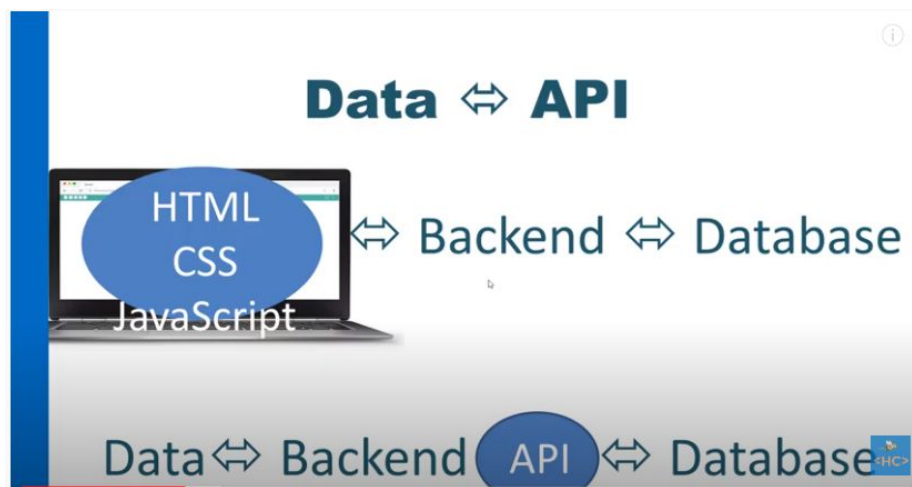 Data ⇔ API
HTML
CSS
JavaScript
⇔ Backend ⇔ Database
Data ⇔ Backend API ⇔ Database
<HC>